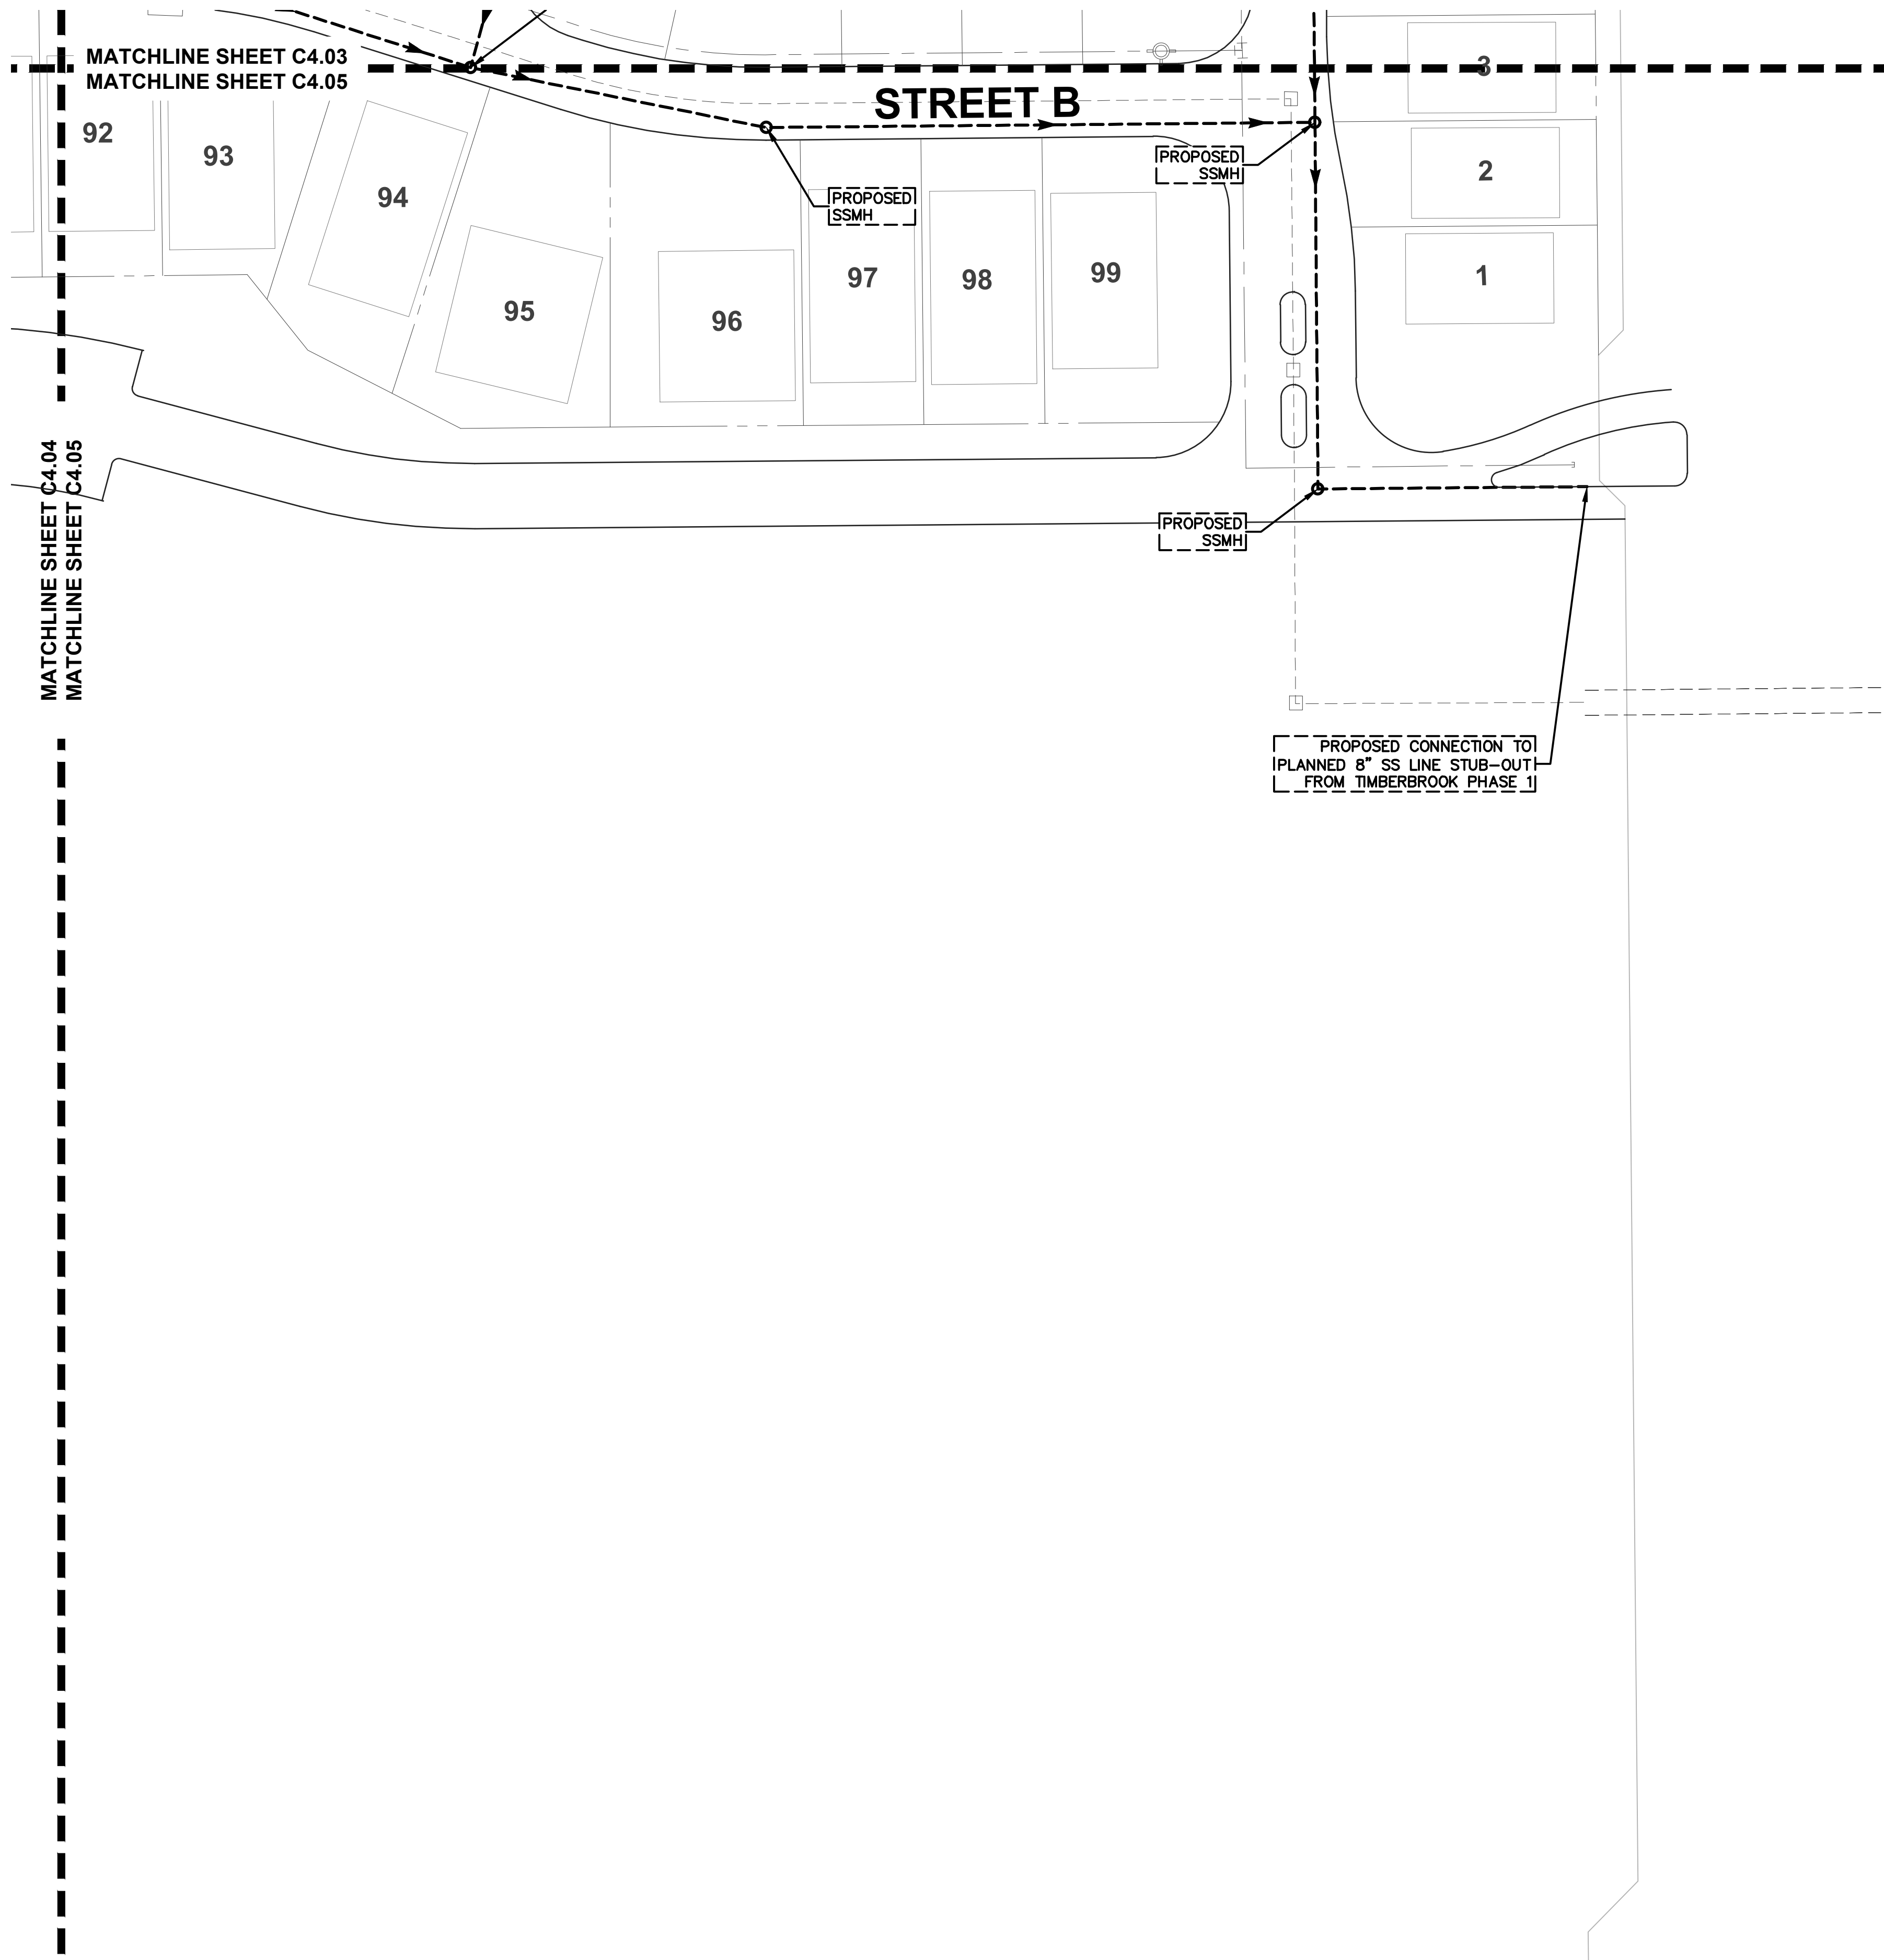 MATCHLINE SHEET C4.03
MATCHLINE SHEET C4.05
STREET B
3
92
93
94
95
96
97
98
99
2
1
PROPOSED
SSMH
PROPOSED
SSMH
MATCHLINE SHEET C4.04
MATCHLINE SHEET C4.05
PROPOSED
SSMH
PROPOSED CONNECTION TO
PLANNED 8" SS LINE STUB-OUT
FROM TIMBERBROOK PHASE 1